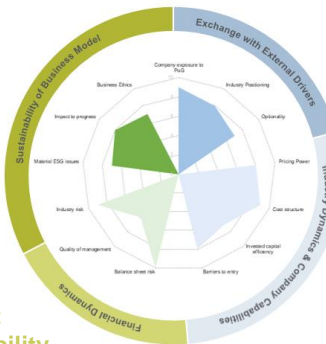 Exchange with External Drivers
Sustainability of Business Model
Company exposure to
PoG
Business Ethics
Industry Positioning
Impact to progress
Optionality
Material ESG issues
Pricing Power
Industry risk
Cost structure
Quality of management
Invested capital
efficiency
Balance sheet risk
Barriers to entry
Industry Dynamics & Company Capabilities
Financial Dynamics
bility